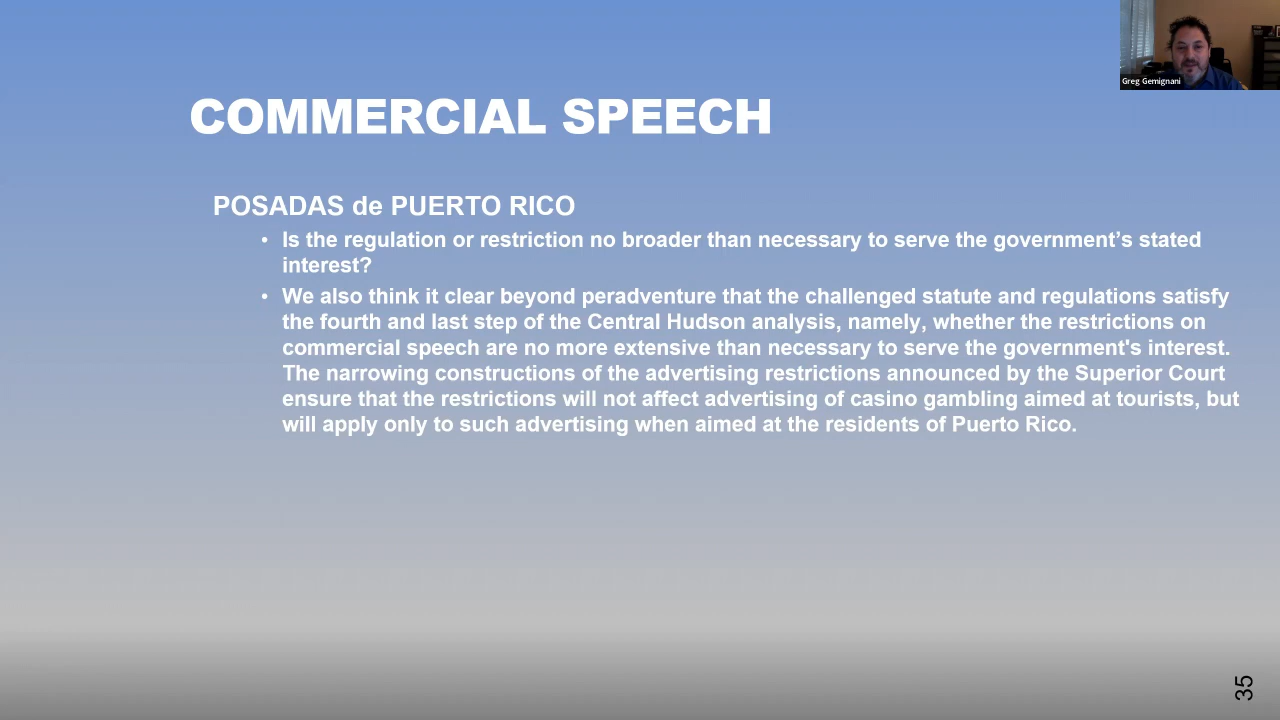 Greg Gemignani
COMMERCIAL SPEECH
POSADAS de PUERTO RICO
• Is the regulation or restriction no broader than necessary to serve the government’s stated
interest?
• We also think it clear beyond peradventure that the challenged statute and regulations satisfy
the fourth and last step of the Central Hudson analysis, namely, whether the restrictions on
commercial speech are no more extensive than necessary to serve the government's interest.
The narrowing constructions of the advertising restrictions announced by the Superior Court
ensure that the restrictions will not affect advertising of casino gambling aimed at tourists, but
will apply only to such advertising when aimed at the residents of Puerto Rico.
35